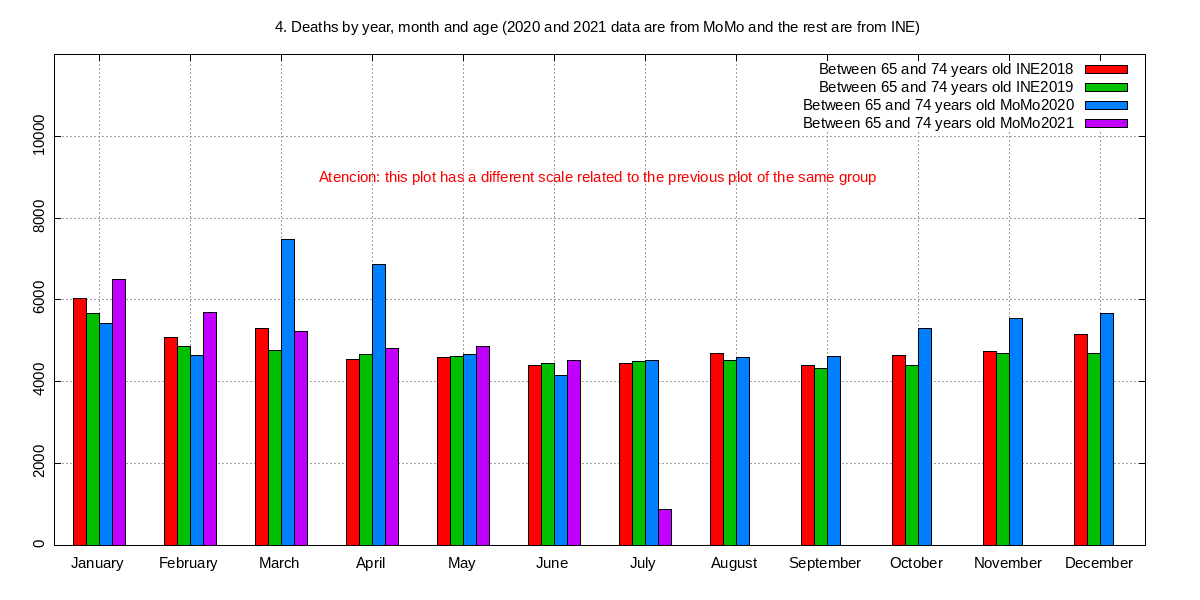 4. Deaths by year, month and age (2020 and 2021 data are from MoMo and the rest are from INE)
Between 65 and 74 years old INE2018
Between 65 and 74 years old INE2019
Between 65 and 74 years old MoMo2020
Between 65 and 74 years old MoMo2021
Atencion: this plot has a different scale related to the previous plot of the same group
10000
8000
6000
4000
2000
0
January February March April May June July August September October November December